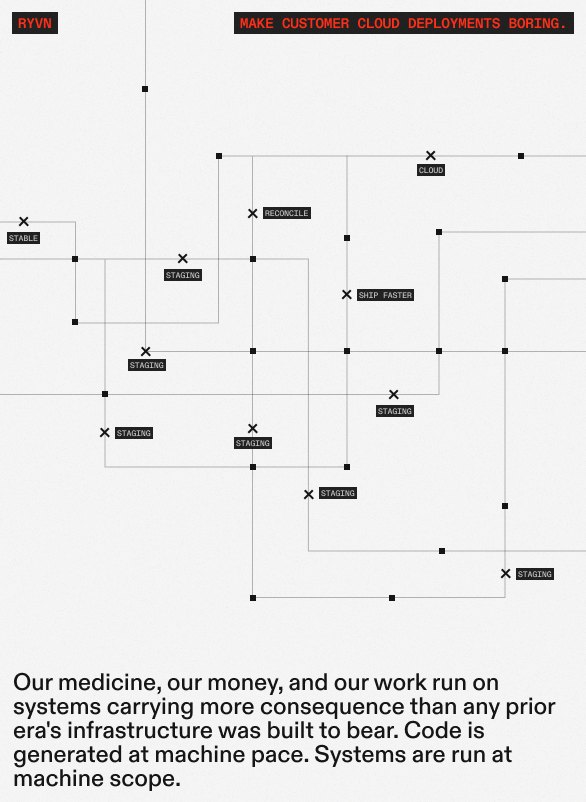 RYVN
MAKE CUSTOMER CLOUD DEPLOYMENTS BORING.
CLOUD
RECONCILE
STABLE
STAGING
SHIP FASTER
STAGING
STAGING
STAGING
STAGING
STAGING
STAGING
Our medicine, our money, and our work run on
systems carrying more consequence than any prior
era's infrastructure was built to bear. Code is
generated at machine pace. Systems are run at
machine scope.